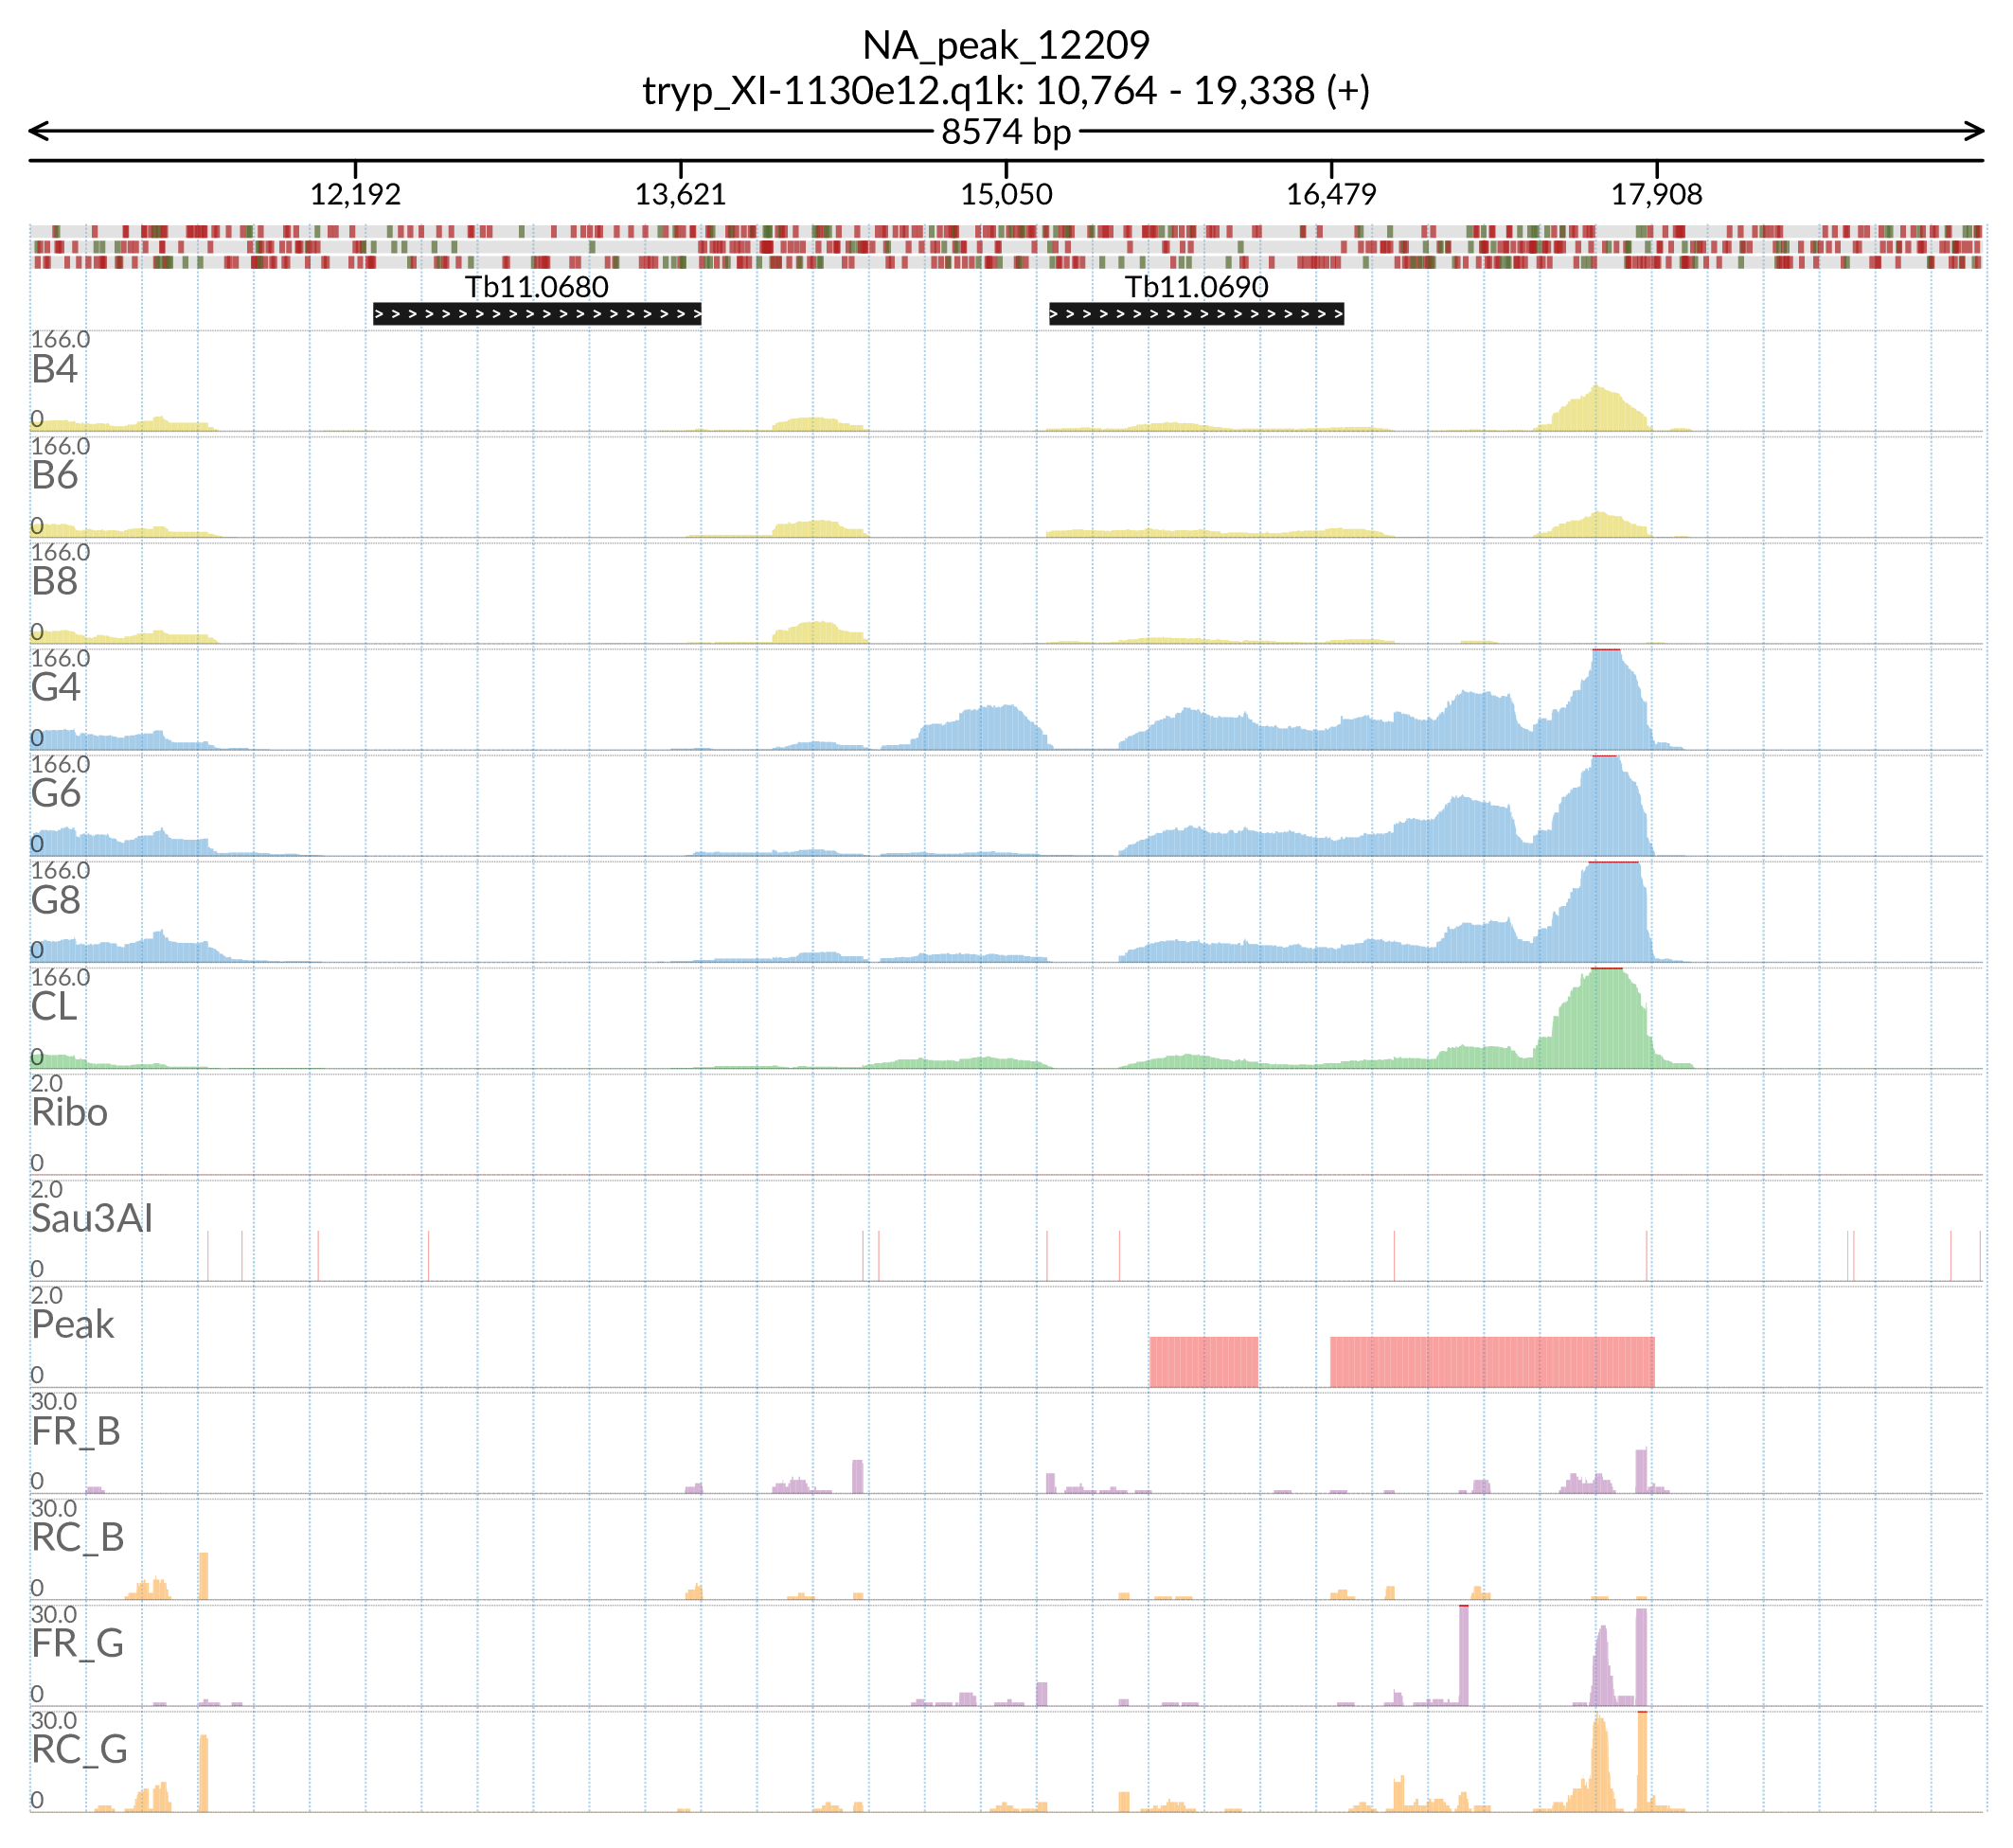 NA_peak_12209
tryp_XI-1130e12.q1k: 10,764 - 19,338 (+)
8574 bp
12,192 13,621 15,050 16,479 17,908
Tb11.0680 Tb11.0690
166.0
B4
0
166.0
B6
0
166.0
B8
0
166.0
G4
0
166.0
G6
0
166.0
G8
0
166.0
CL
0
2.0
Ribo
0
2.0
Sau3AI
0
2.0
Peak
0
30.0
FR_B
0
30.0
RC_B
0
30.0
FR_G
0
30.0
RC_G
0